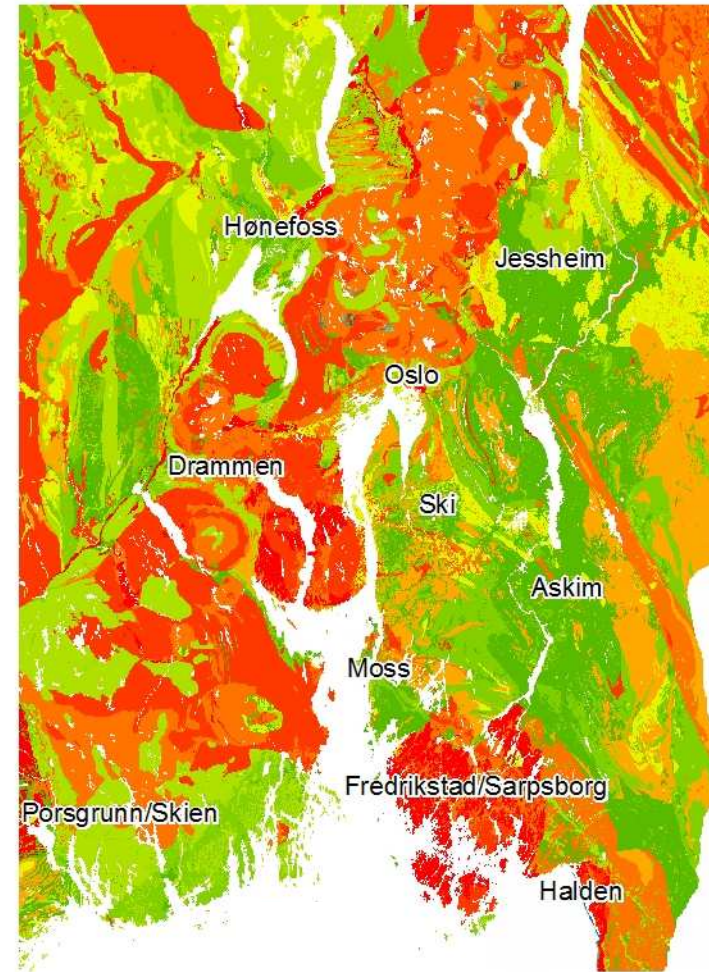 Hønefoss
Jessheim
Oslo
Drammen
Ski
Askim
Moss
Fredrikstad/Sarpsborg
Porsgrunn/Skien
Halden